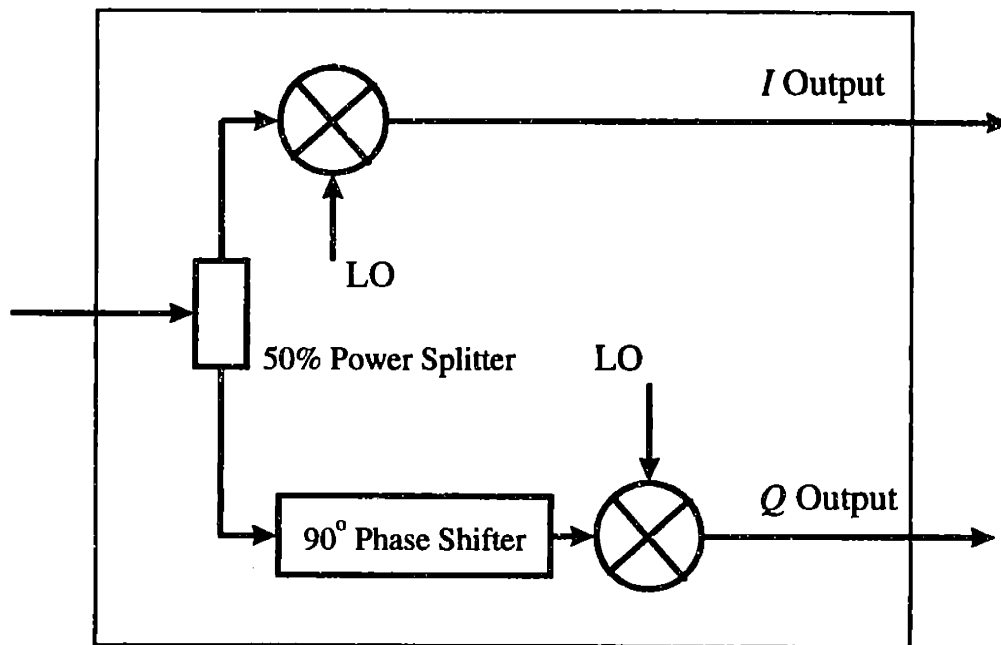 I Output
LO
50% Power Splitter
LO
Q Output
90° Phase Shifter